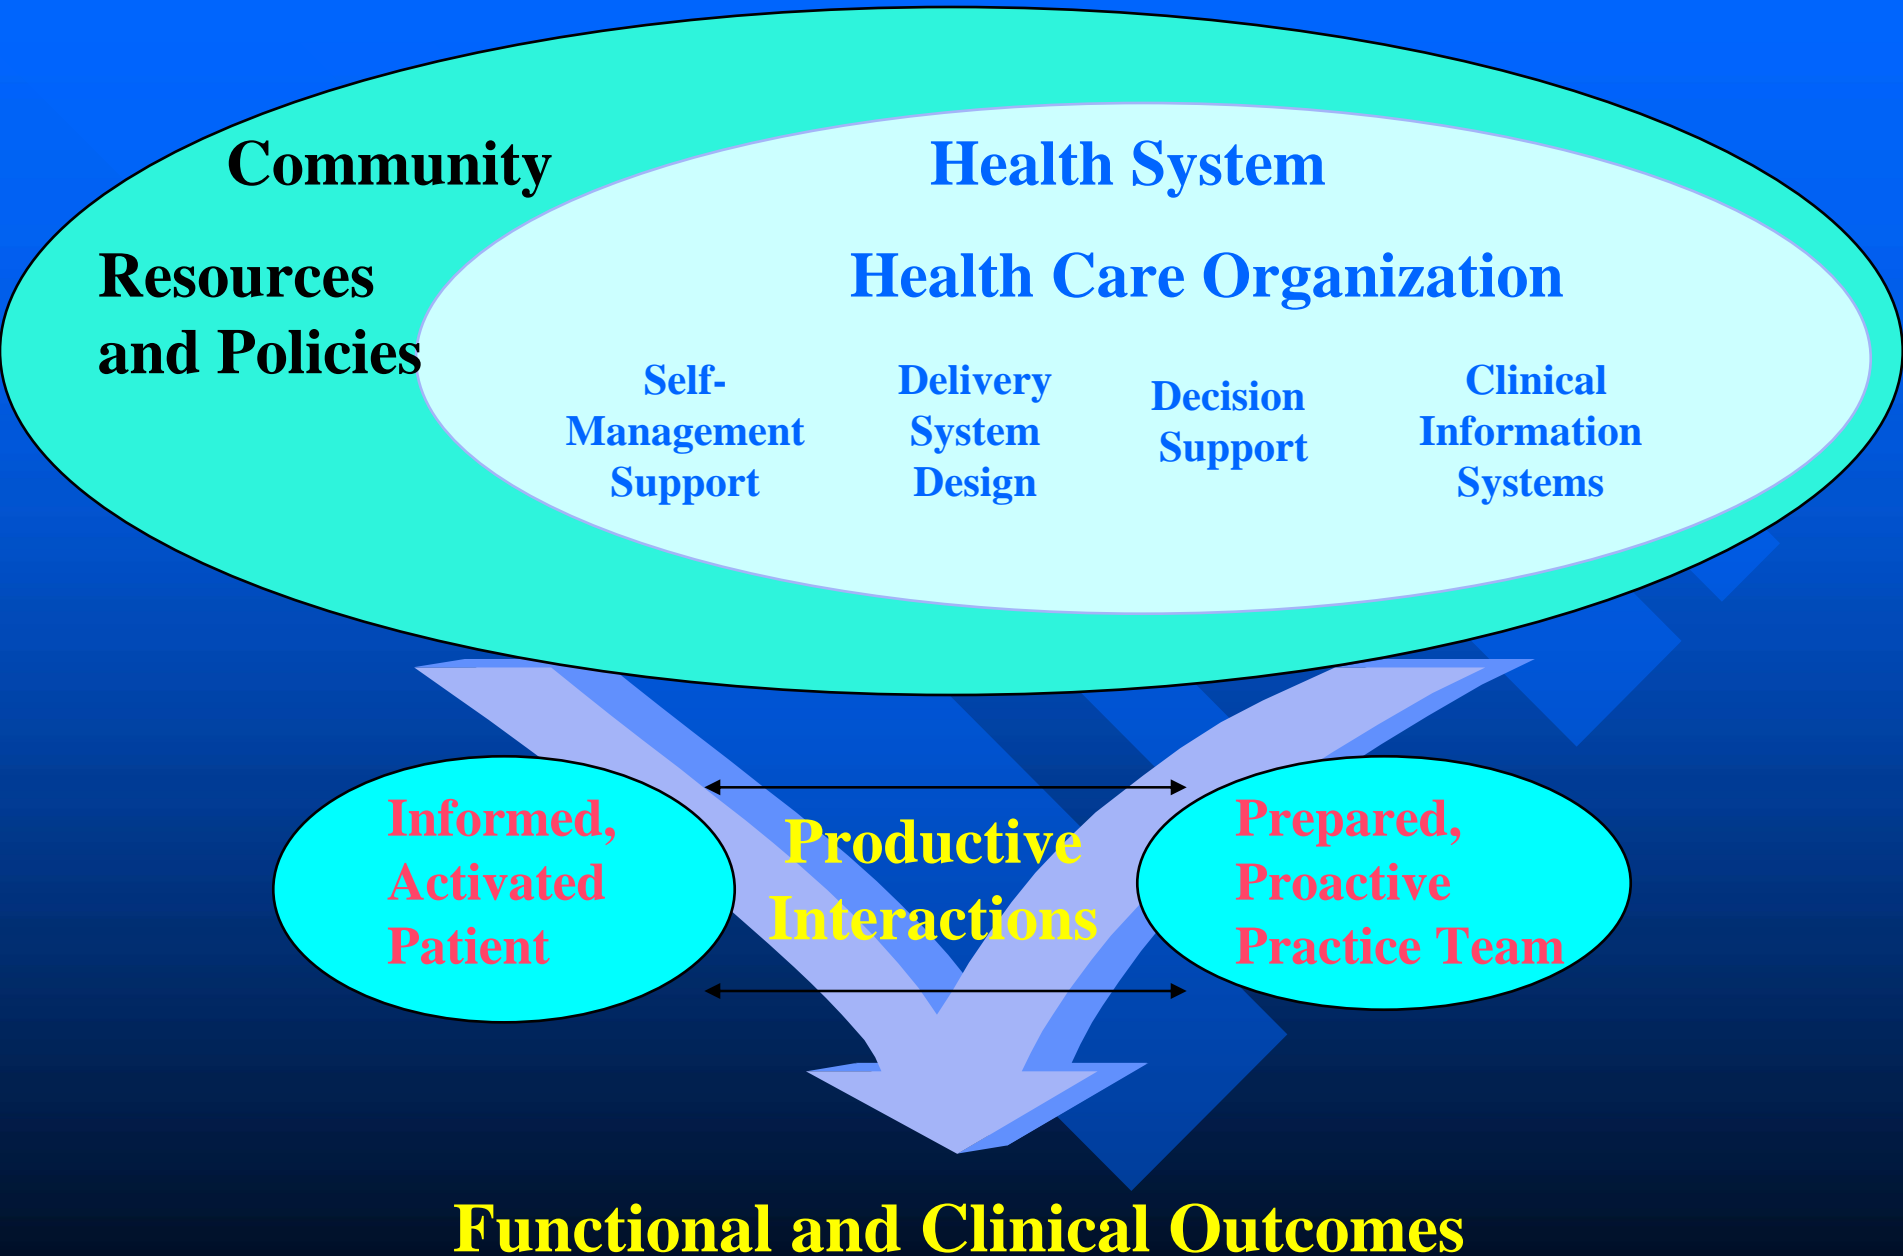 Community
Health System
Resources
and Policies
Health Care Organization
Self-
Management
Support
Delivery
System
Design
Decision
Support
Clinical
Information
Systems
Informed,
Activated
Patient
Productive
Interactions
Prepared,
Proactive
Practice Team
Functional and Clinical Outcomes